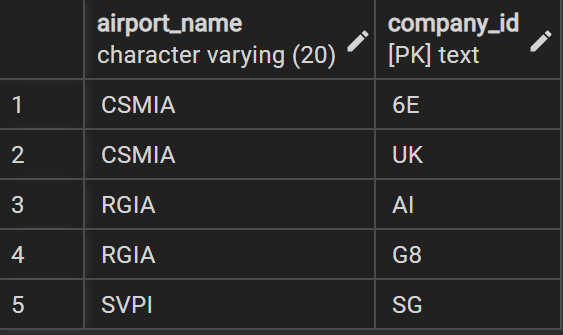 airport_name company_id
character varying (20) [PK] text
1 CSMIA 6E
2 CSMIA UK
3 RGIA AI
4 RGIA G8
5 SVPI SG